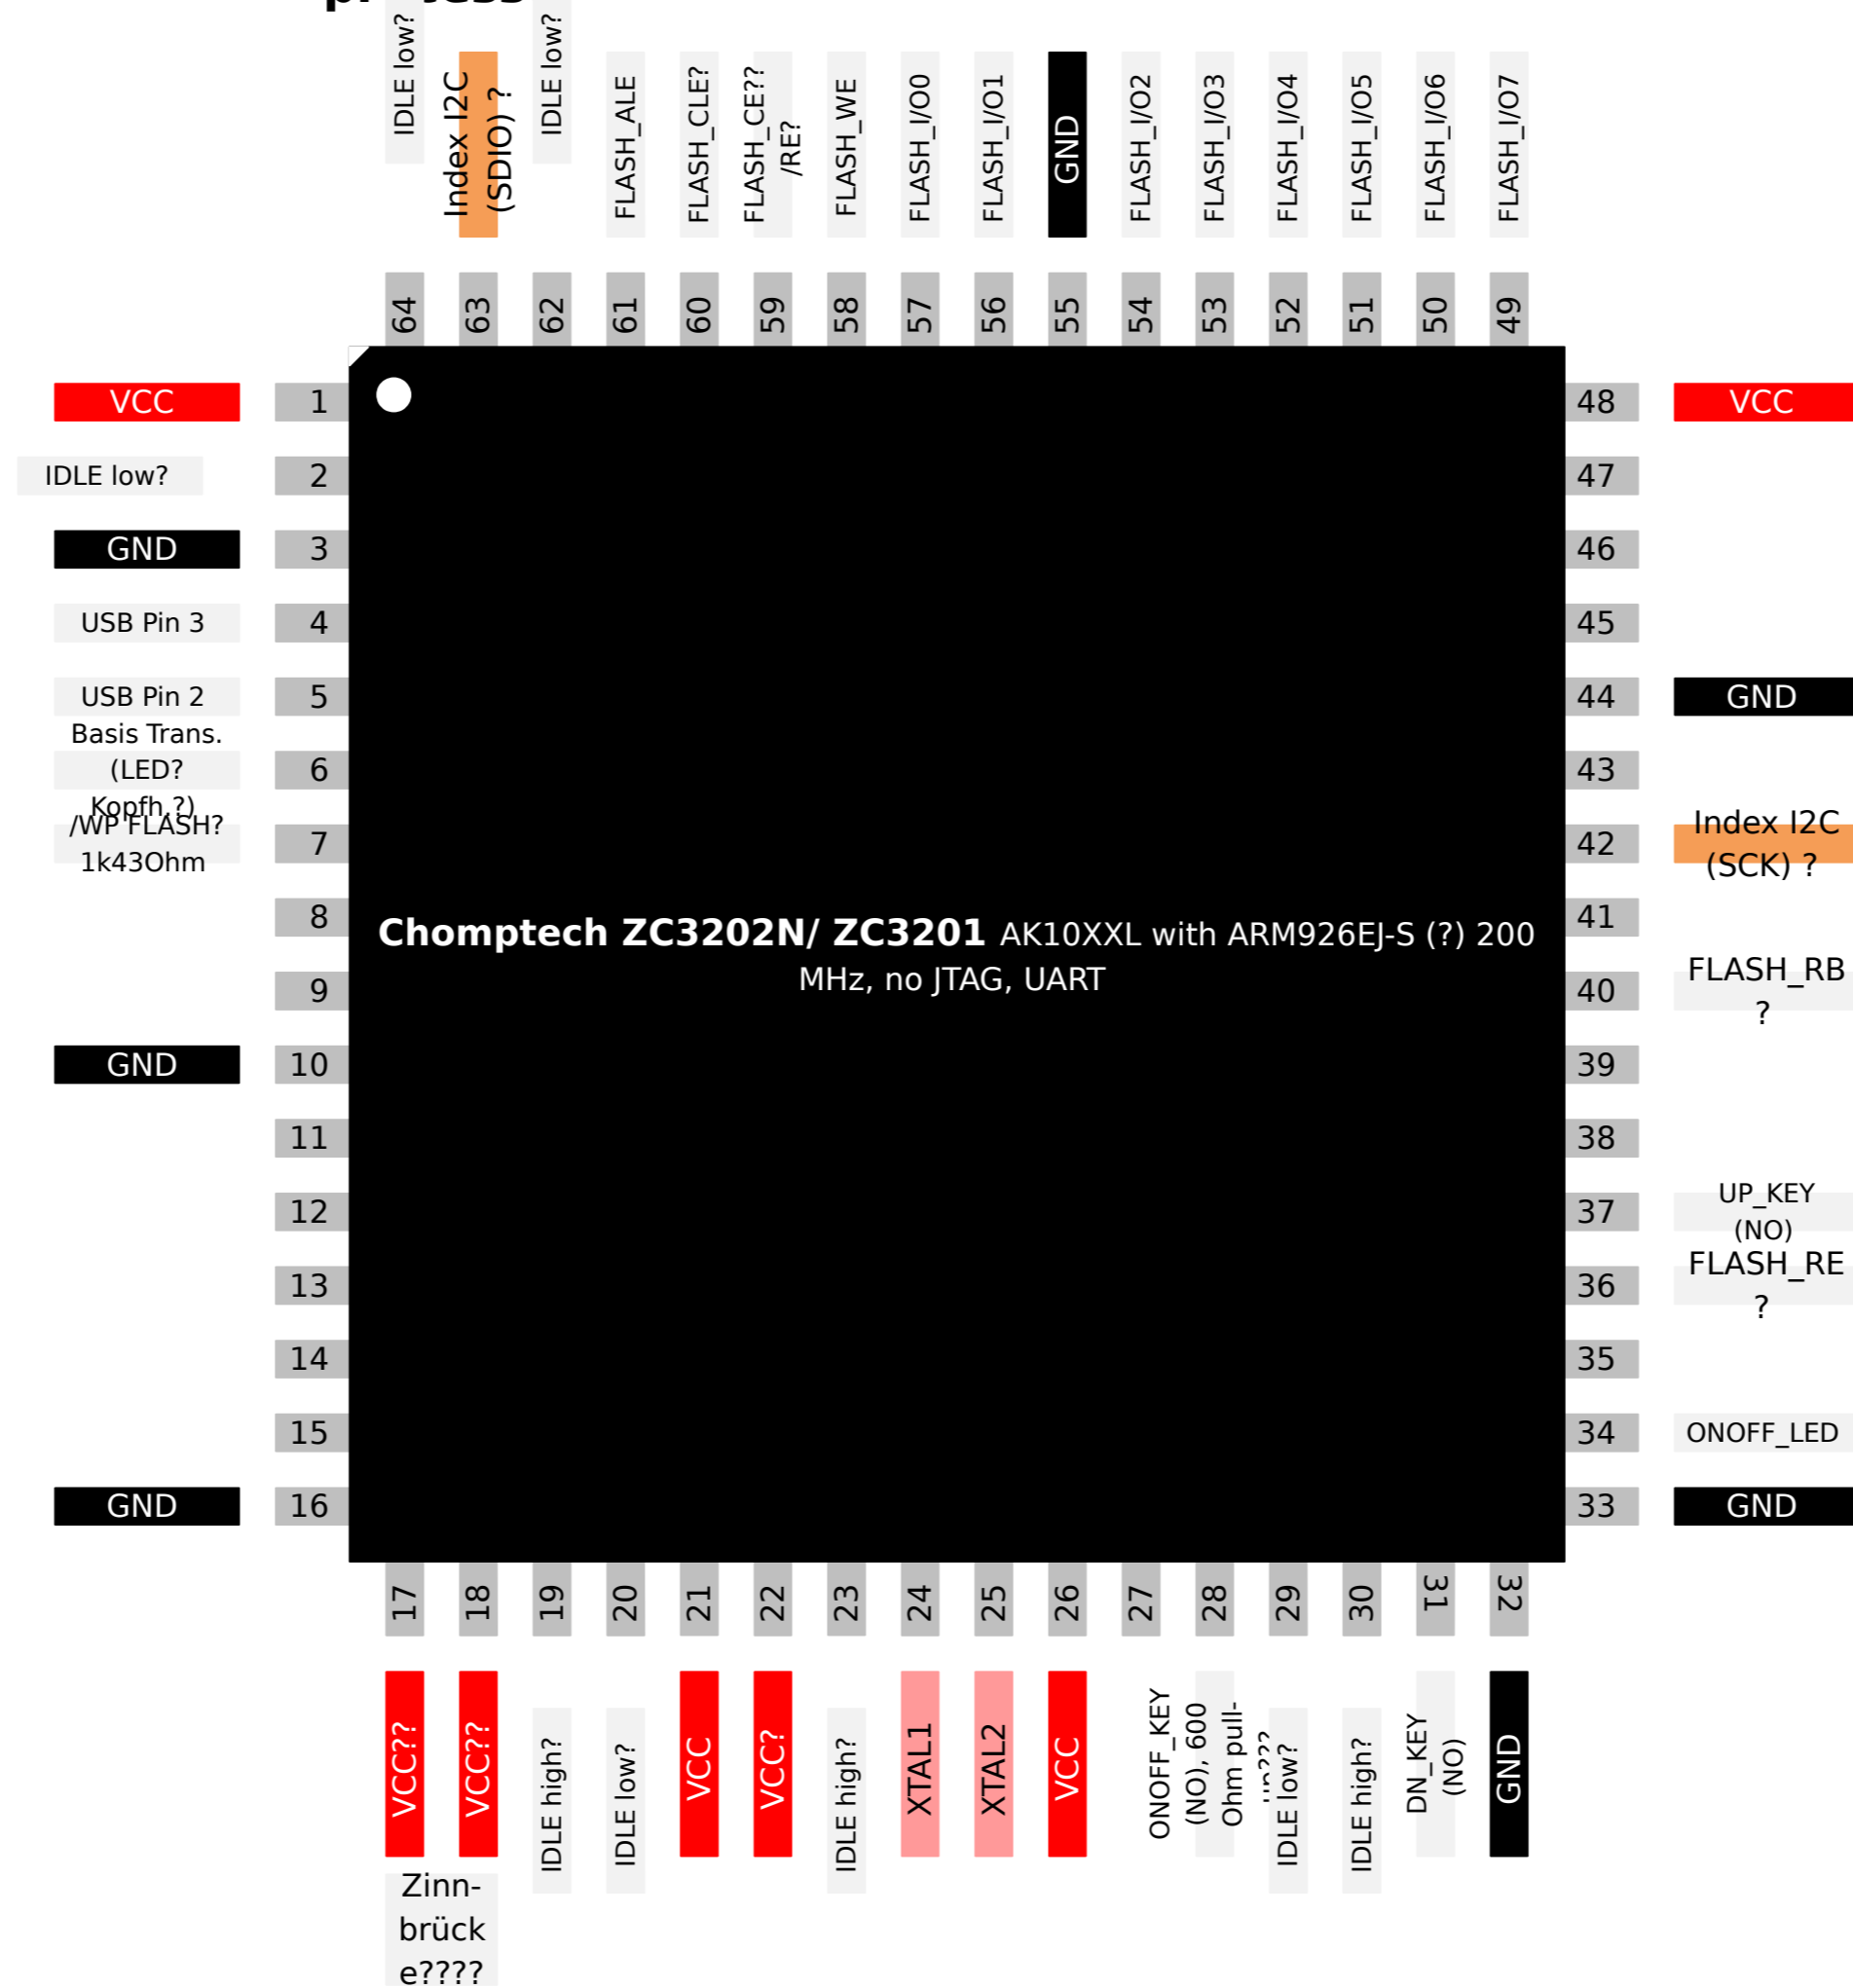 IDLE low?
Index I2C
(SDIO) ?
IDLE low?
FLASH_ALE
FLASH_CLE?
FLASH_CE??
/RE?
FLASH_WE
FLASH_I/O0
FLASH_I/O1
GND
FLASH_I/O2
FLASH_I/O3
FLASH_I/O4
FLASH_I/O5
FLASH_I/O6
FLASH_I/O7
64
63
62
61
60
59
58
57
56
55
54
53
52
51
50
49
VCC
1
IDLE low?
2
GND
3
USB Pin 3
4
USB Pin 2
5
Basis Trans.
(LED?
Kopfh.?)
6
/WP FLASH?
1k43Ohm
7
8
9
GND
10
11
12
13
14
15
GND
16
Chomptech ZC3202N/ ZC3201 AK10XXL with ARM926EJ-S (?) 200
MHz, no JTAG, UART
48
VCC
47
46
45
44
GND
43
42
Index I2C
(SCK) ?
41
40
FLASH_RB
?
39
38
37
UP_KEY
(NO)
36
FLASH_RE
?
35
34
ONOFF_LED
33
GND
17
18
19
20
21
22
23
24
25
26
27
28
29
30
31
32
VCC??
VCC??
IDLE high?
IDLE low?
VCC
VCC?
IDLE high?
XTAL1
XTAL2
VCC
ONOFF_KEY
(NO), 600
Ohm pull-
up???
IDLE low?
IDLE high?
DN_KEY
(NO)
GND
Zinn-
brück
e????